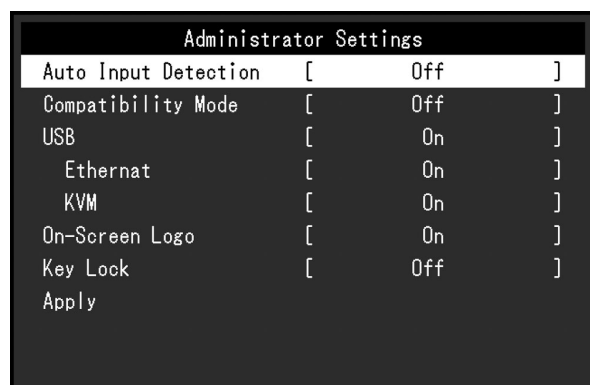 Administrator Settings
Auto Input Detection [ Off ]
Compatibility Mode [ Off ]
USB [ On ]
Ethernat [ On ]
KVM [ On ]
On-Screen Logo [ On ]
Key Lock [ Off ]
Apply